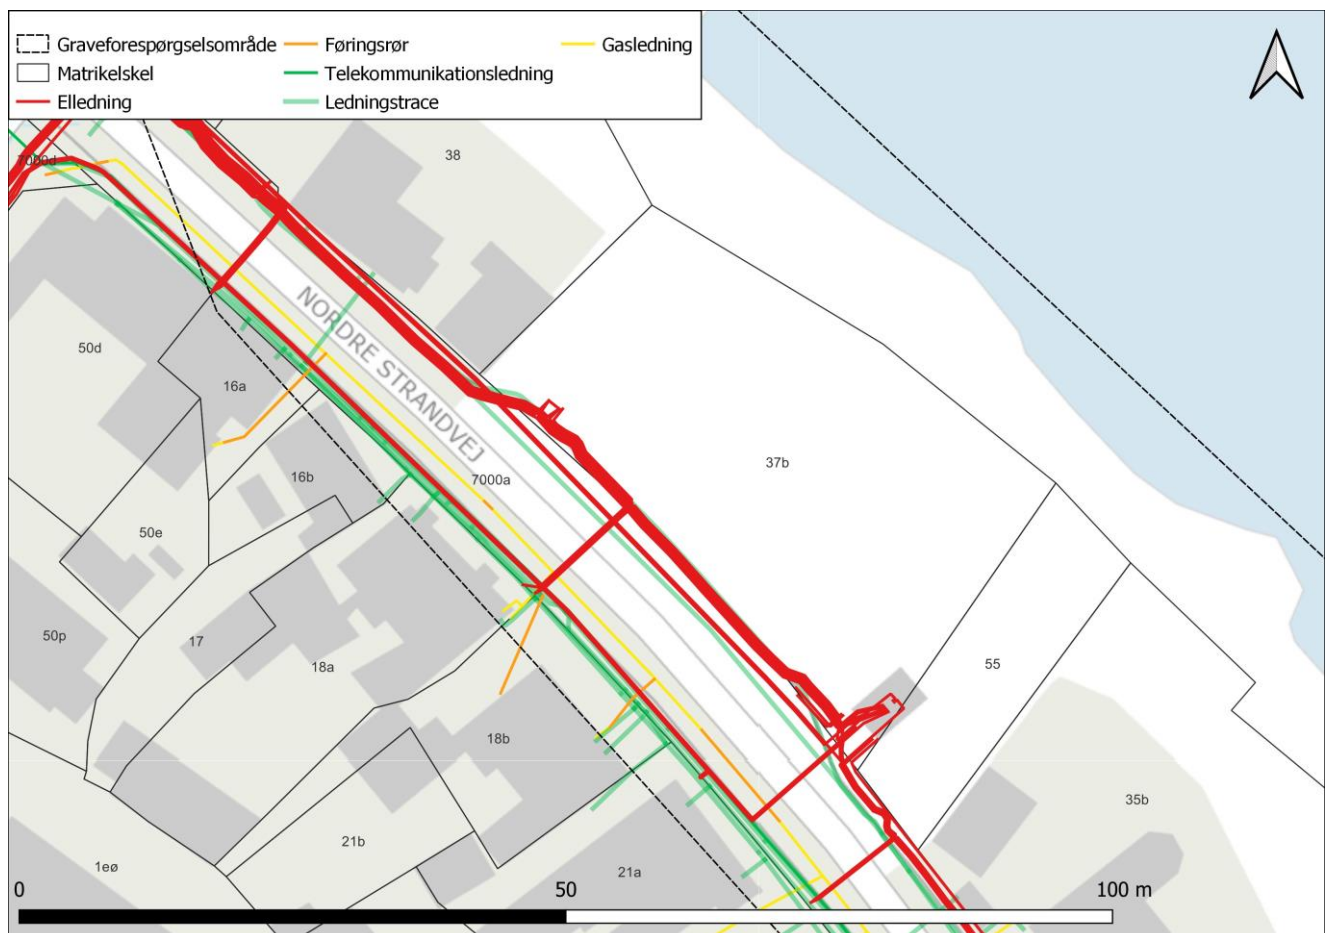 Graveforespørgselsområde
Føringsrør
Gasledning
Matrikelskel
Telekommunikationsledning
Elledning
Ledningstrace
38
7000d
NORDRE STRANDVEJ
50d
16a
37b
16b
7000a
50e
50p
17
18a
55
18b
35b
21b
1eø
21a
0
50
100 m